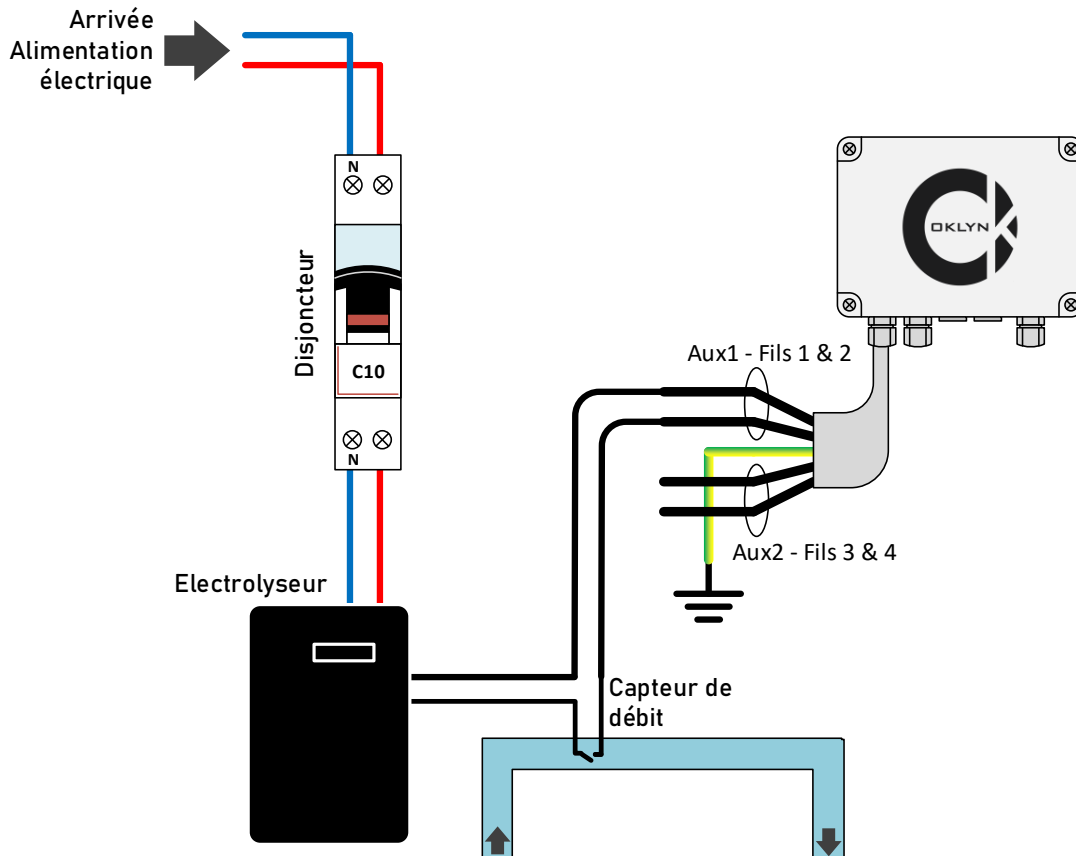 Arrivée
Alimentation
électrique
N
Disjoncteur
C10
N
OKLYN
Aux1 - Fils 1 & 2
Aux2 - Fils 3 & 4
Electrolyseur
Capteur de
débit